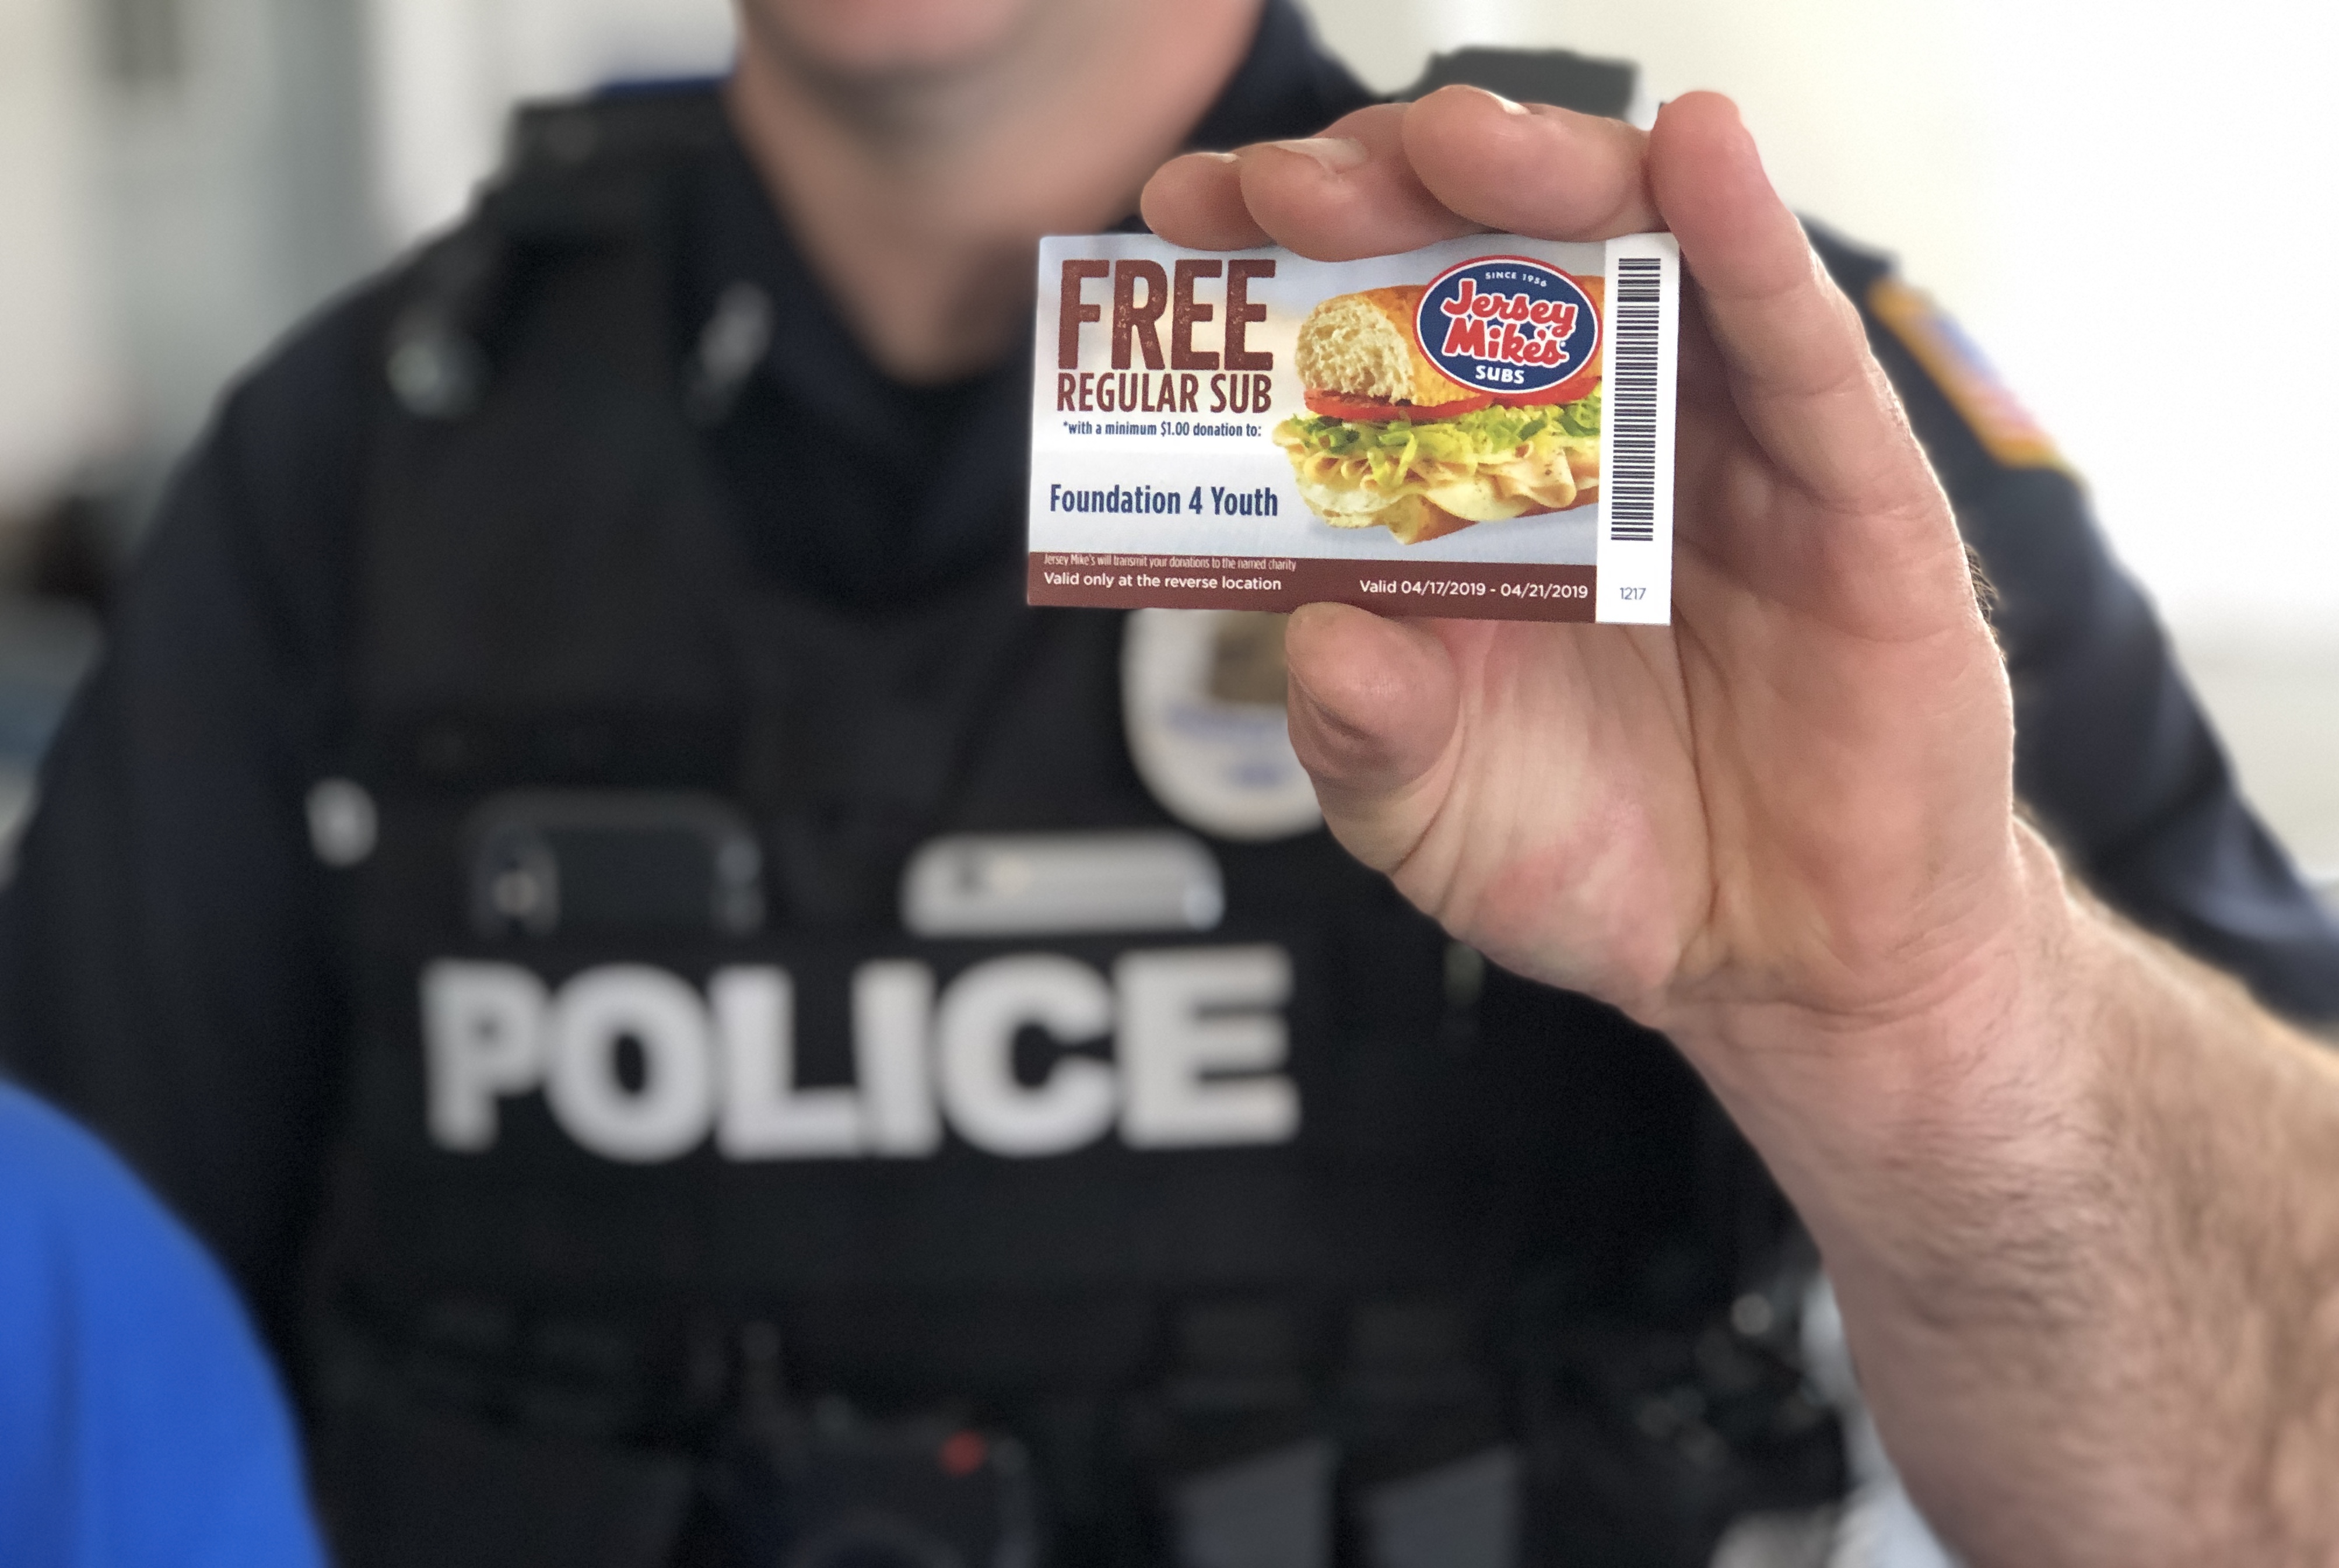 FREE
REGULAR SUB
*with a minimum $1.00 donation to:
Foundation 4 Youth
SINCE 1956
Jersey
Mike's
SUBS
Jersey Mike's will transmit your donations to the named charity
Valid only at the reverse location
Valid 04/17/2019 - 04/21/2019
1217
POLICE